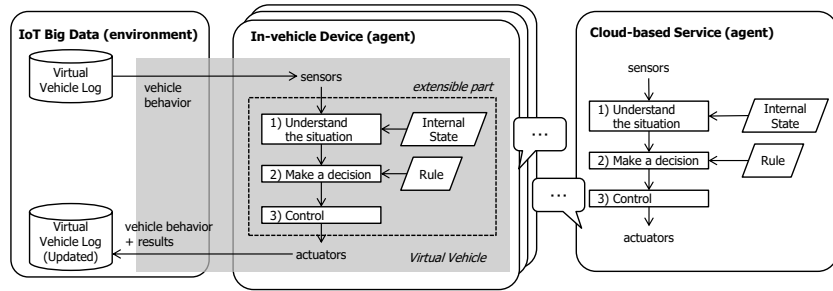 IoT Big Data (environment)
Virtual
Vehicle Log
vehicle
behavior
Virtual
Vehicle Log
(Updated)
vehicle behavior
+ results
In-vehicle Device (agent)
sensors
extensible part
1) Understand
the situation
Internal
State
2) Make a decision
Rule
3) Control
actuators
Virtual Vehicle
...
...
Cloud-based Service (agent)
sensors
1) Understand
the situation
Internal
State
2) Make a decision
Rule
3) Control
actuators